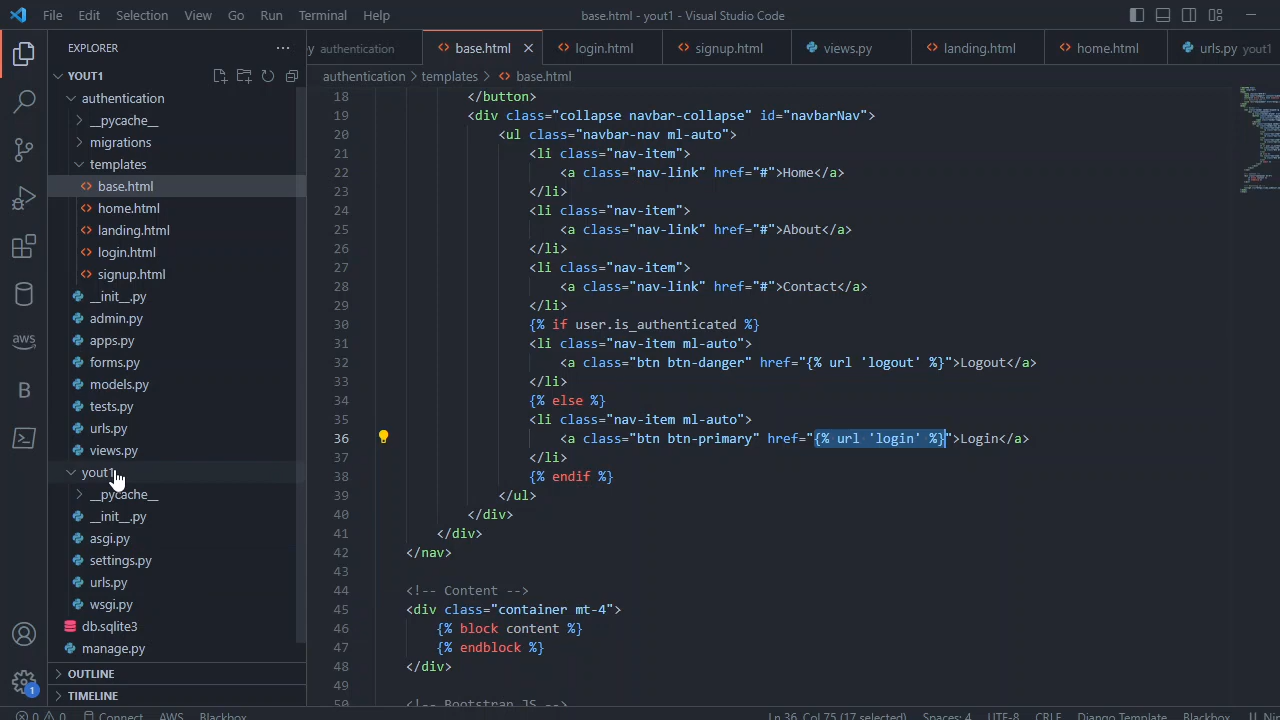 File Edit Selection View Go Run Terminal Help base.html - yout1 - Visual Studio Code
EXPLORER
YOUT1
authentication
__pycache__
migrations
templates
base.html
home.html
landing.html
login.html
signup.html
__init__.py
admin.py
apps.py
forms.py
models.py
tests.py
urls.py
views.py
yout1
__pycache__
__init__.py
asgi.py
settings.py
urls.py
wsgi.py
db.sqlite3
manage.py
OUTLINE
TIMELINE
y authentication base.html login.html signup.html views.py landing.html home.html urls.py yout1
authentication > templates > base.html
18 </button>
19 <div class="collapse navbar-collapse" id="navbarNav">
20 <ul class="navbar-nav ml-auto">
21 <li class="nav-item">
22 <a class="nav-link" href="#">Home</a>
23 </li>
24 <li class="nav-item">
25 <a class="nav-link" href="#">About</a>
26 </li>
27 <li class="nav-item">
28 <a class="nav-link" href="#">Contact</a>
29 </li>
30 {% if user.is_authenticated %}
31 <li class="nav-item ml-auto">
32 <a class="btn btn-danger" href="{% url 'logout' %}">Logout</a>
33 </li>
34 {% else %}
35 <li class="nav-item ml-auto">
36 <a class="btn btn-primary" href="{% url 'login' %}">Login</a>
37 </li>
38 {% endif %}
39 </ul>
40 </div>
41 </div>
42 </nav>
43
44 <!-- Content -->
45 <div class="container mt-4">
46 {% block content %}
47 {% endblock %}
48 </div>
49
50 <!-- Bootstrap JS -->
aws
B
1
0 0 Connect AWS Blackbox Ln 36, Col 75 (17 selected) Spaces: 4 UTF-8 CRLF Django Template Blackbox